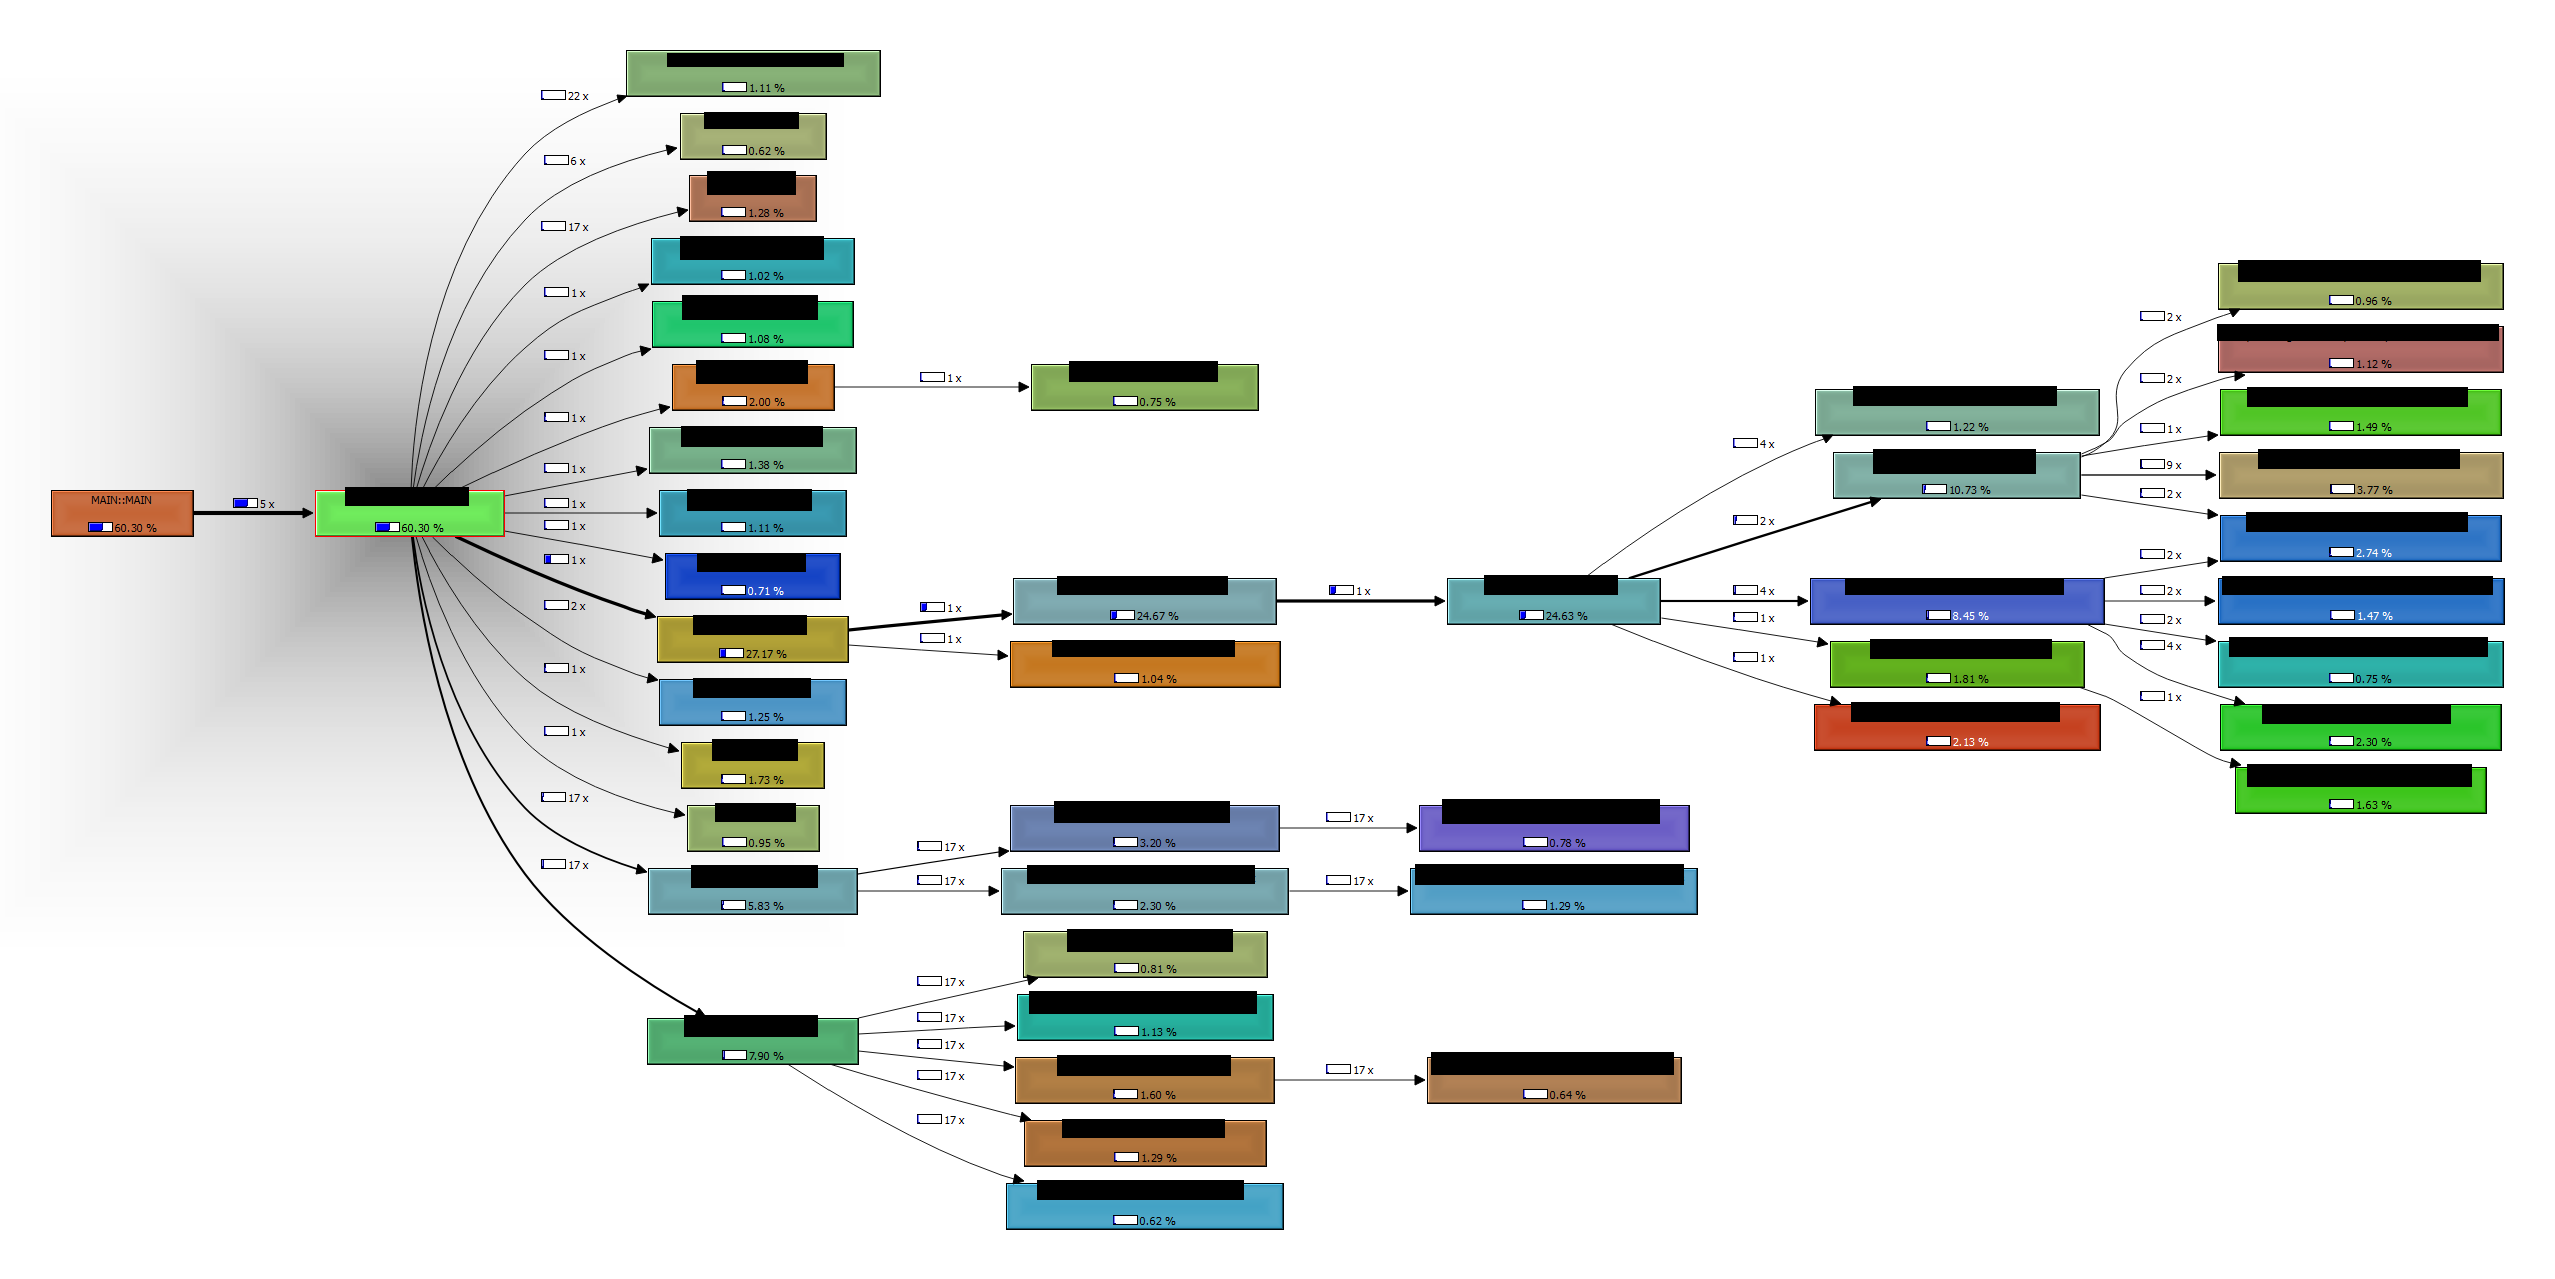 MAIN::MAIN
60.30 %
5 x
60.30 %
22 x
1.11 %
6 x
0.62 %
17 x
1.28 %
1 x
1.02 %
1 x
1.08 %
1 x
2.00 %
1 x
0.75 %
1 x
1.38 %
1 x
1.11 %
1 x
0.71 %
1 x
27.17 %
2 x
1.25 %
1 x
1.73 %
1 x
0.95 %
17 x
5.83 %
17 x
7.90 %
1 x
24.67 %
1 x
1.04 %
1 x
24.63 %
4 x
1.22 %
2 x
10.73 %
4 x
8.45 %
1 x
1.81 %
1 x
2.13 %
2 x
0.96 %
2 x
1.12 %
1 x
1.49 %
9 x
3.77 %
2 x
2.74 %
2 x
1.47 %
2 x
0.75 %
2 x
2.30 %
4 x
1.63 %
1 x
17 x
3.20 %
17 x
0.78 %
17 x
2.30 %
17 x
1.29 %
17 x
0.81 %
17 x
1.13 %
17 x
1.60 %
17 x
0.64 %
17 x
1.29 %
17 x
0.62 %